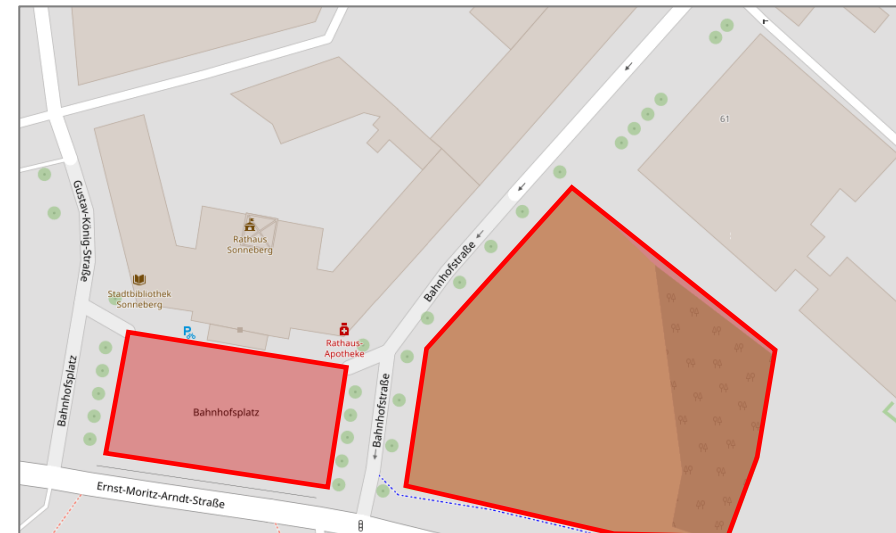 61
Gustav-König-Straße
Rathaus
Sonneberg
Bahnhofstraße
Stadtbibliothek
Sonneberg
P
Rathaus-
Apotheke
Bahnhofsplatz
Bahnhofsplatz
Bahnhofstraße
Ernst-Moritz-Arndt-Straße